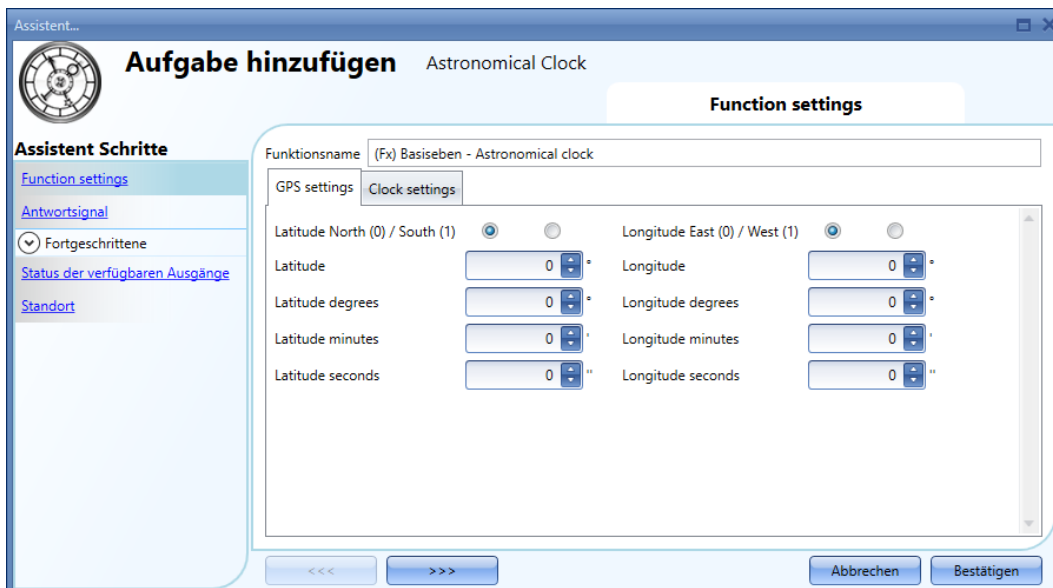 Assistent...
Aufgabe hinzufügen Astronomical Clock
Function settings
Assistent Schritte
Function settings
Antwortsignal
Fortgeschrittene
Status der verfügbaren Ausgänge
Standort
Funktionsname (Fx) Basiseben - Astronomical clock
GPS settings Clock settings
Latitude North (0) / South (1) Longitude East (0) / West (1)
Latitude 0 ° Longitude 0 °
Latitude degrees 0 ° Longitude degrees 0 °
Latitude minutes 0 ' Longitude minutes 0 '
Latitude seconds 0 " Longitude seconds 0 "
<<< >>> Abbrechen Bestätigen